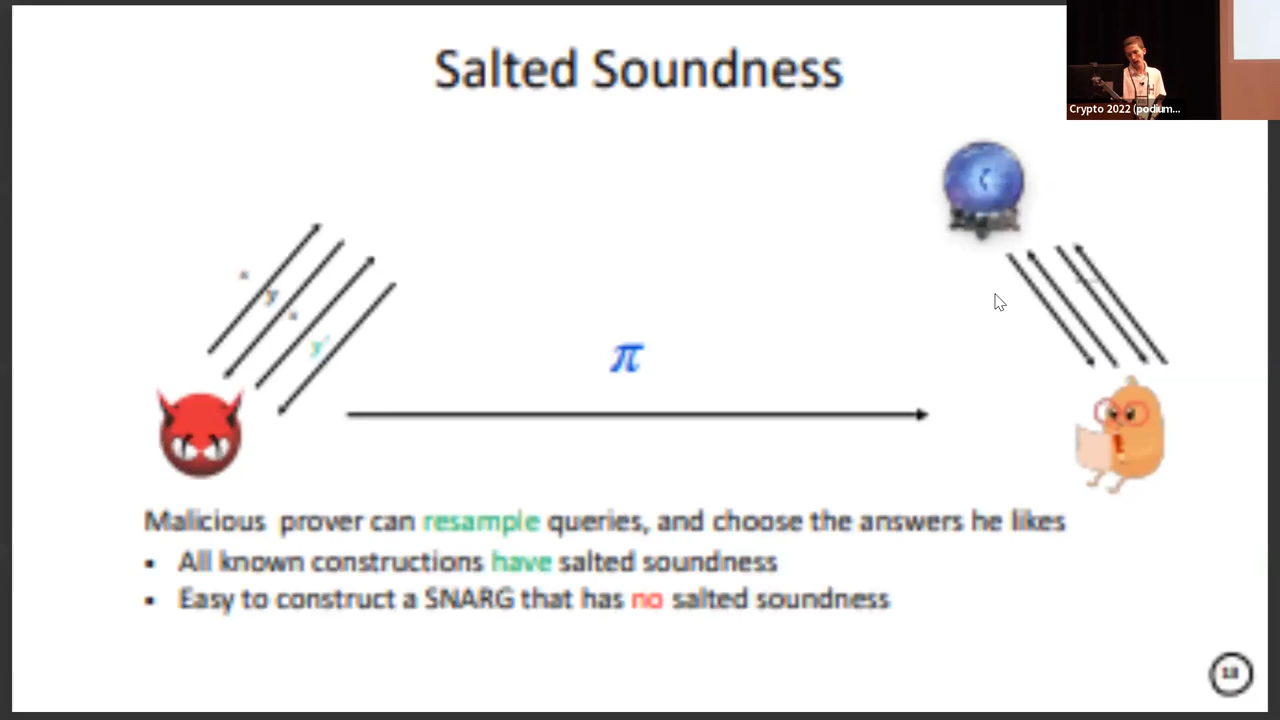 Salted Soundness
Crypto 2022 (podium...
y
y'
π
Malicious prover can resample queries, and choose the answers he likes
• All known constructions have salted soundness
• Easy to construct a SNARG that has no salted soundness
18